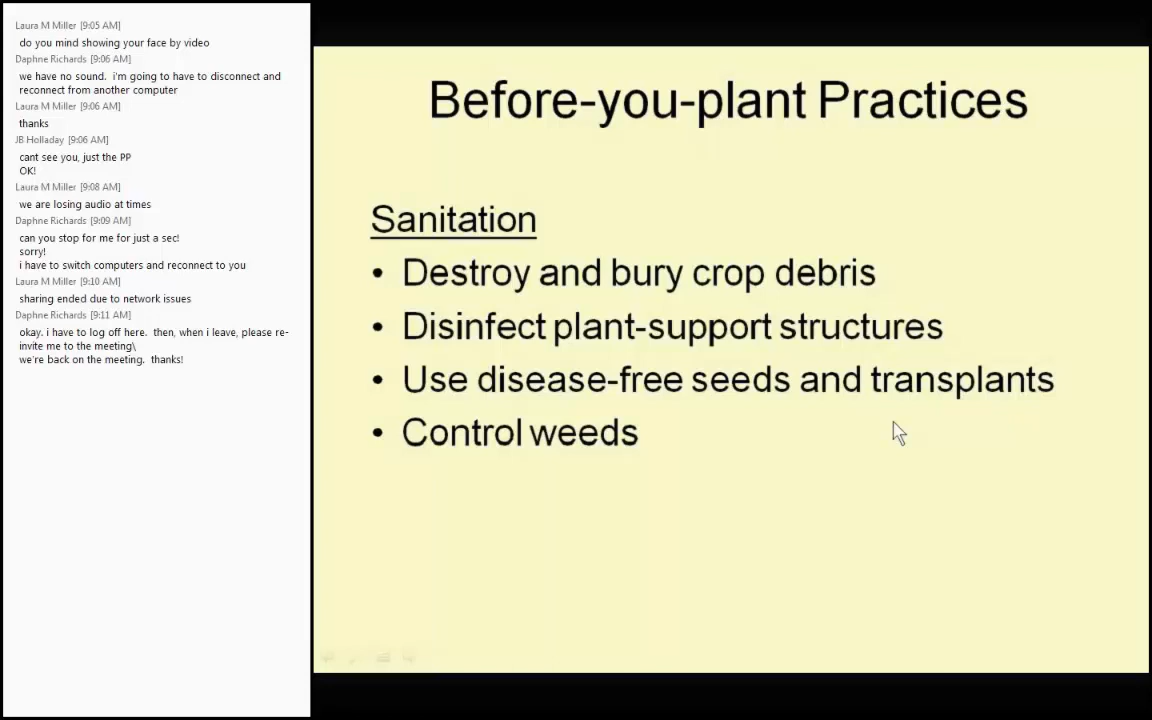 Laura M Miller [9:05 AM]
do you mind showing your face by video
Daphne Richards [9:06 AM]
we have no sound.  i'm going to have to disconnect and
reconnect from another computer
Laura M Miller [9:06 AM]
thanks
JB Holladay [9:06 AM]
cant see you, just the PP
OK!
Laura M Miller [9:08 AM]
we are losing audio at times
Daphne Richards [9:09 AM]
can you stop for me for just a sec!
sorry!
i have to switch computers and reconnect to you
Laura M Miller [9:10 AM]
sharing ended due to network issues
Daphne Richards [9:11 AM]
okay. i have to log off here.  then, when i leave, please re-
invite me to the meeting\
we're back on the meeting.  thanks!
Before-you-plant Practices
Sanitation
• Destroy and bury crop debris
• Disinfect plant-support structures
• Use disease-free seeds and transplants
• Control weeds